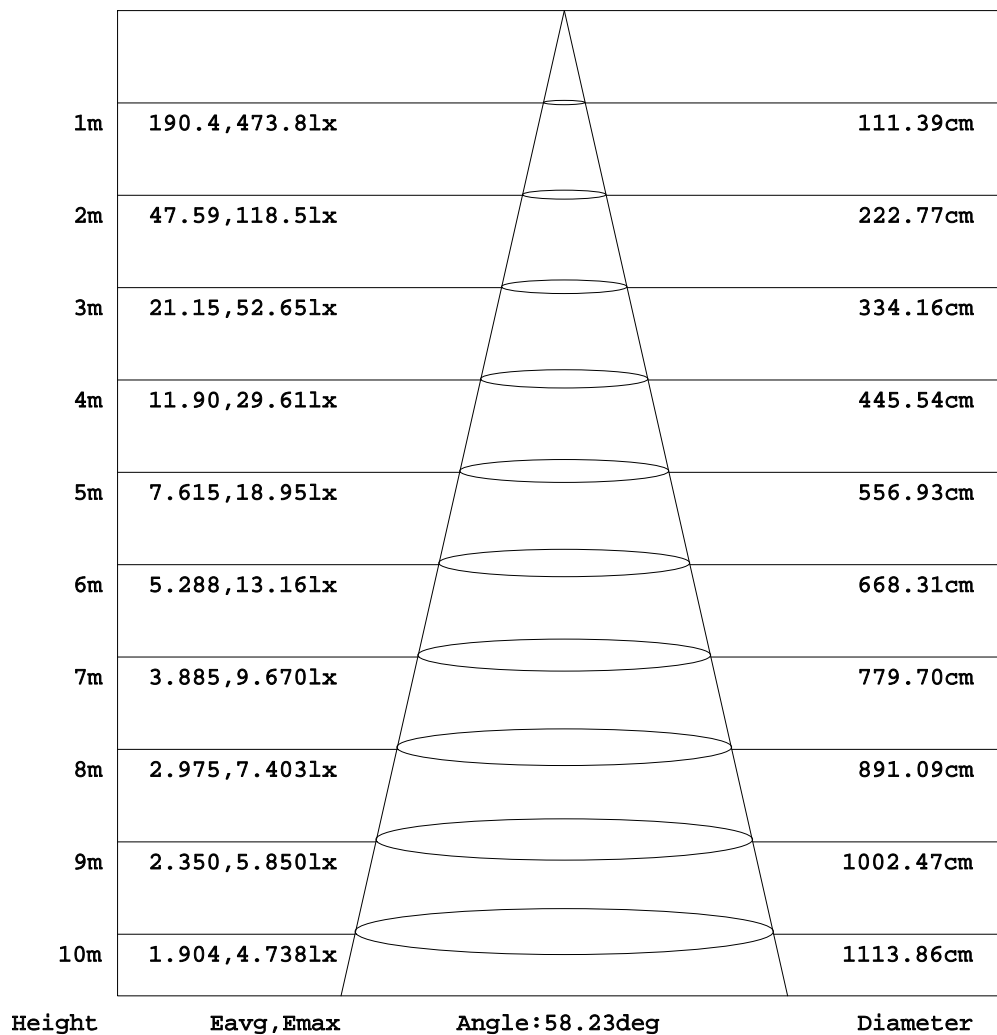 1m 190.4,473.8lx 111.39cm
2m 47.59,118.5lx 222.77cm
3m 21.15,52.65lx 334.16cm
4m 11.90,29.61lx 445.54cm
5m 7.615,18.95lx 556.93cm
6m 5.288,13.16lx 668.31cm
7m 3.885,9.670lx 779.70cm
8m 2.975,7.403lx 891.09cm
9m 2.350,5.850lx 1002.47cm
10m 1.904,4.738lx 1113.86cm
Height Eavg,Emax Angle:58.23deg Diameter